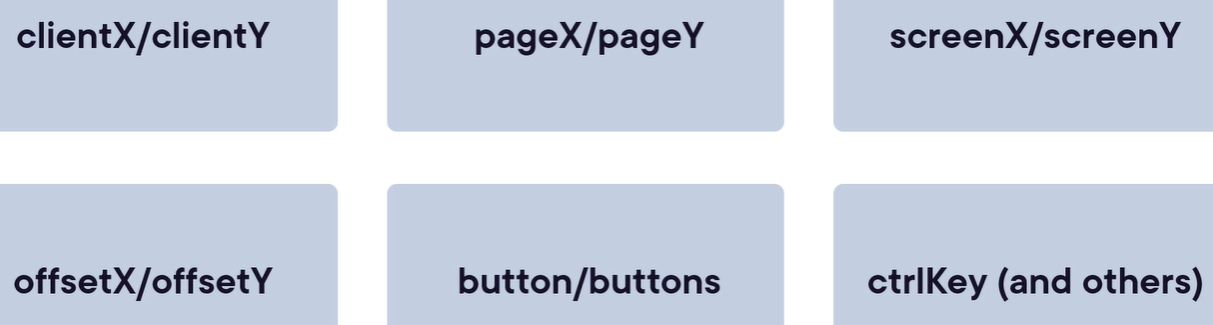 clientX/clientY
pageX/pageY
screenX/screenY
offsetX/offsetY
button/buttons
ctrlKey (and others)